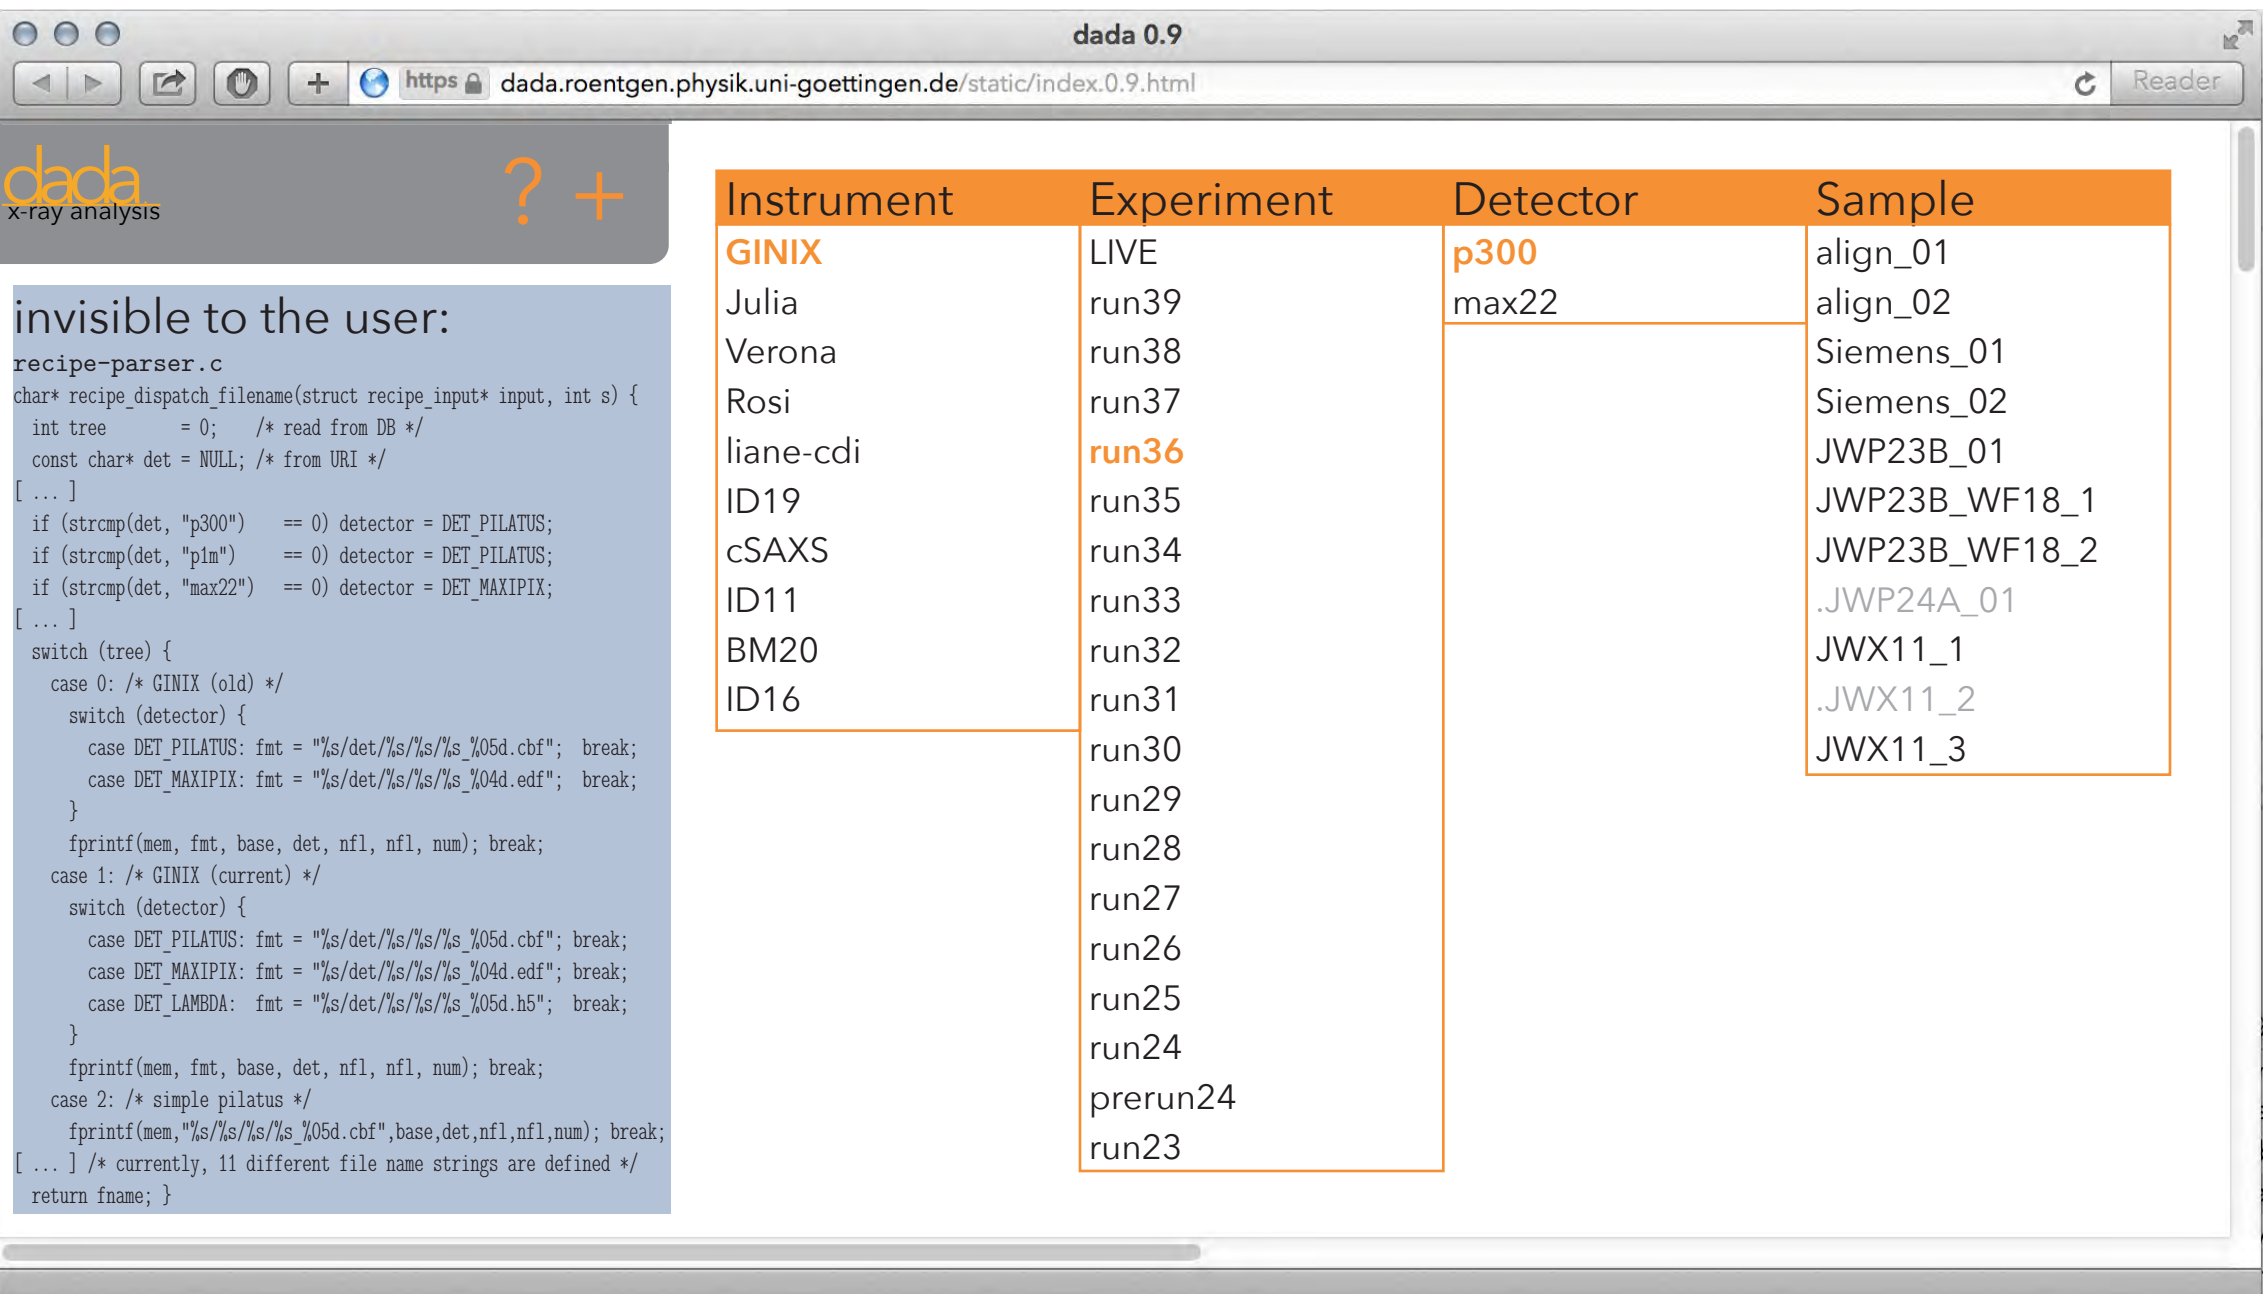 dada 0.9
https dada.roentgen.physik.uni-goettingen.de/static/index.0.9.html
Reader
dada
x-ray analysis
? +
invisible to the user:
recipe-parser.c
char* recipe_dispatch_filename(struct recipe_input* input, int s) {
  int tree        = 0;    /* read from DB */
  const char* det = NULL; /* from URI */
[ ... ]
  if (strcmp(det, "p300")    == 0) detector = DET_PILATUS;
  if (strcmp(det, "p1m")     == 0) detector = DET_PILATUS;
  if (strcmp(det, "max22")   == 0) detector = DET_MAXIPIX;
[ ... ]
  switch (tree) {
    case 0: /* GINIX (old) */
      switch (detector) {
        case DET_PILATUS: fmt = "%s/det/%s/%s/%s_%05d.cbf";  break;
        case DET_MAXIPIX: fmt = "%s/det/%s/%s/%s_%04d.edf";  break;
      }
      fprintf(mem, fmt, base, det, nfl, nfl, num); break;
    case 1: /* GINIX (current) */
      switch (detector) {
        case DET_PILATUS: fmt = "%s/det/%s/%s/%s_%05d.cbf"; break;
        case DET_MAXIPIX: fmt = "%s/det/%s/%s/%s_%04d.edf"; break;
        case DET_LAMBDA:  fmt = "%s/det/%s/%s/%s_%05d.h5";  break;
      }
      fprintf(mem, fmt, base, det, nfl, nfl, num); break;
    case 2: /* simple pilatus */
      fprintf(mem,"%s/%s/%s/%s_%05d.cbf",base,det,nfl,nfl,num); break;
[ ... ] /* currently, 11 different file name strings are defined */
  return fname; }
Instrument
GINIX
Julia
Verona
Rosi
liane-cdi
ID19
cSAXS
ID11
BM20
ID16
Experiment
LIVE
run39
run38
run37
run36
run35
run34
run33
run32
run31
run30
run29
run28
run27
run26
run25
run24
prerun24
run23
Detector
p300
max22
Sample
align_01
align_02
Siemens_01
Siemens_02
JWP23B_01
JWP23B_WF18_1
JWP23B_WF18_2
.JWP24A_01
JWX11_1
.JWX11_2
JWX11_3